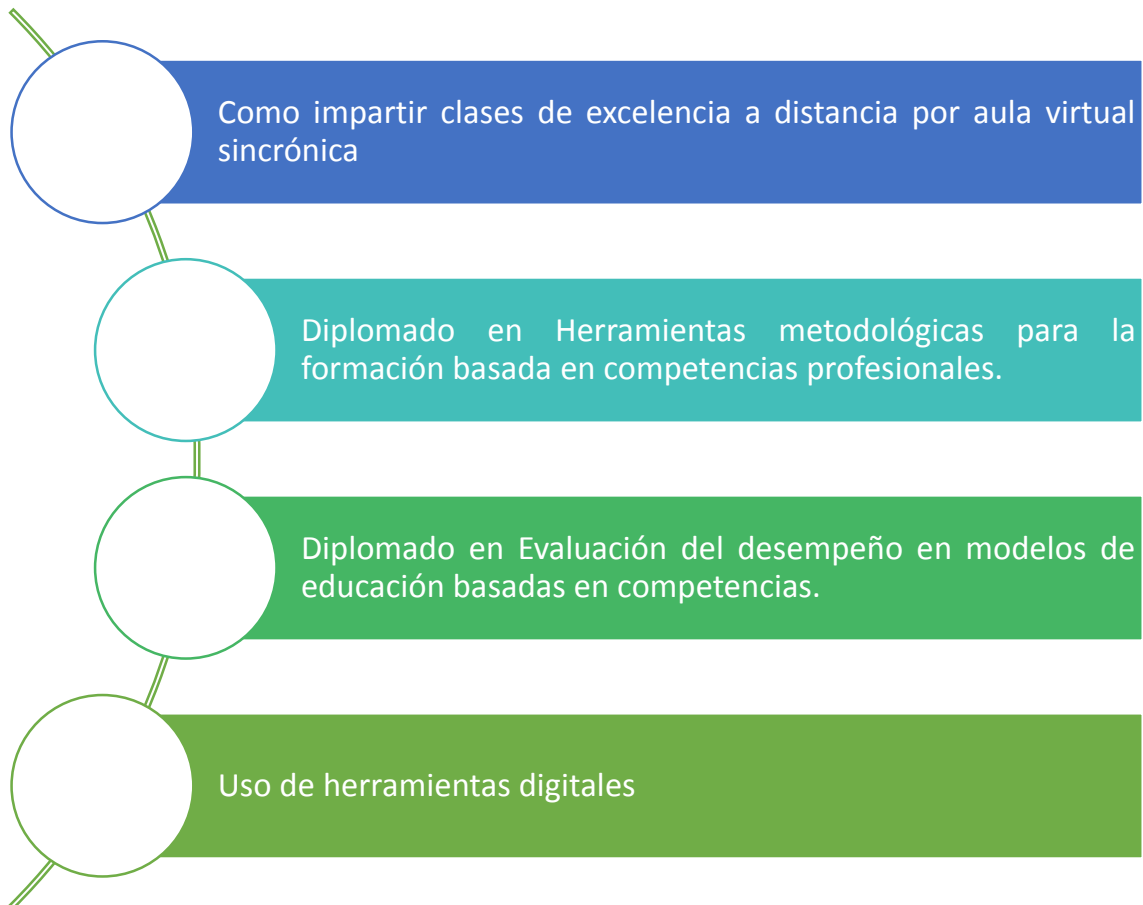 Como impartir clases de excelencia a distancia por aula virtual
sincrónica
Diplomado en Herramientas metodológicas para la
formación basada en competencias profesionales.
Diplomado en Evaluación del desempeño en modelos de
educación basadas en competencias.
Uso de herramientas digitales